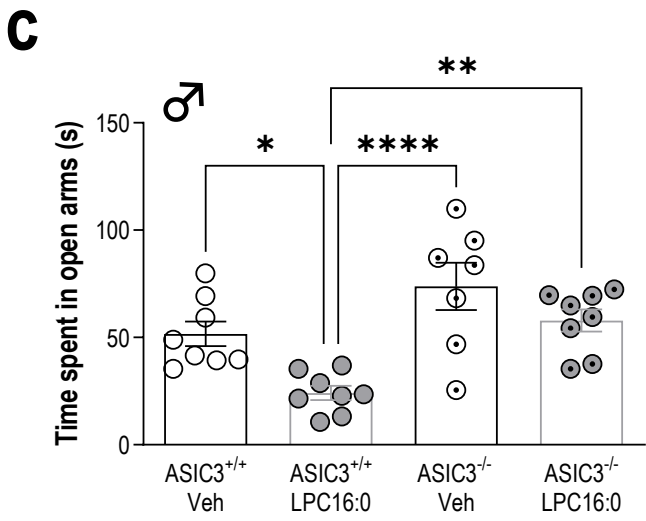 C
♂
**
150
*
****
100
50
0
Time spent in open arms (s)
ASIC3+/+ Veh
ASIC3+/+ LPC16:0
ASIC3-/- Veh
ASIC3-/- LPC16:0